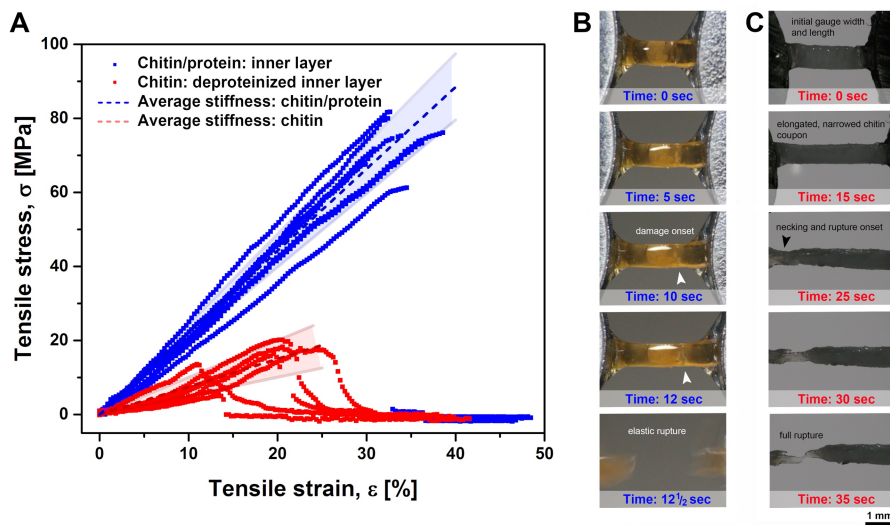 A
Chitin/protein: inner layer
Chitin: deproteinized inner layer
Average stiffness: chitin/protein
Average stiffness: chitin
100
80
60
40
20
0
Tensile stress, σ [MPa]
0 10 20 30 40 50
Tensile strain, ε [%]
B
Time: 0 sec
Time: 5 sec
damage onset
Time: 10 sec
Time: 12 sec
elastic rupture
Time: 12 1/2 sec
C
initial gauge width
and length
Time: 0 sec
elongated, narrowed chitin
coupon
Time: 15 sec
necking and rupture onset
Time: 25 sec
Time: 30 sec
full rupture
Time: 35 sec
1 mm